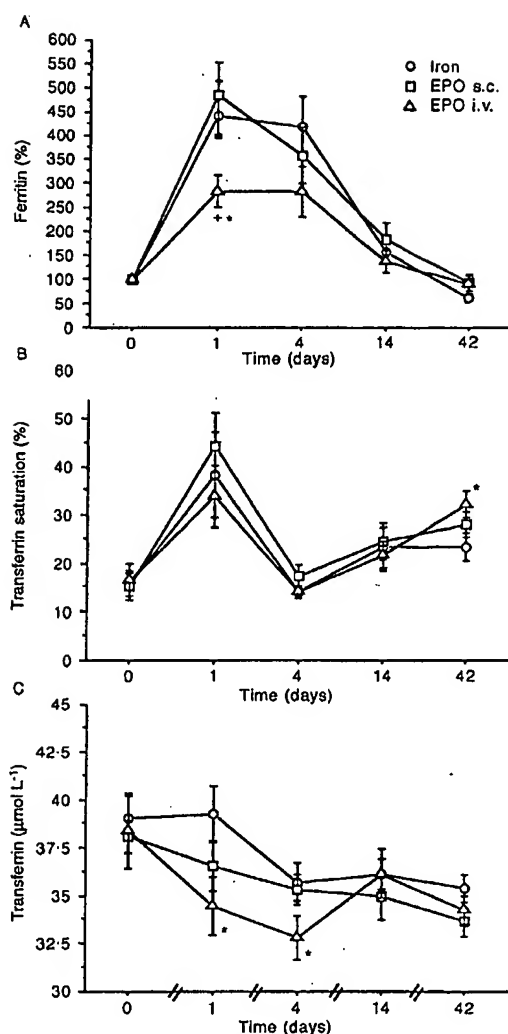 A
600
550
500
450
400
350
300
250
200
150
100
50
0
Ferritin (%)
Iron
EPO s.c.
EPO i.v.
+ *
0 1 4 14 42
Time (days)
B
60
50
40
30
20
10
0
Transferrin saturation (%)
*
0 1 4 14 42
Time (days)
C
45
42·5
40
37·5
35
32·5
30
Transferrin (μmol L⁻¹)
*
*
0 1 4 14 42
Time (days)